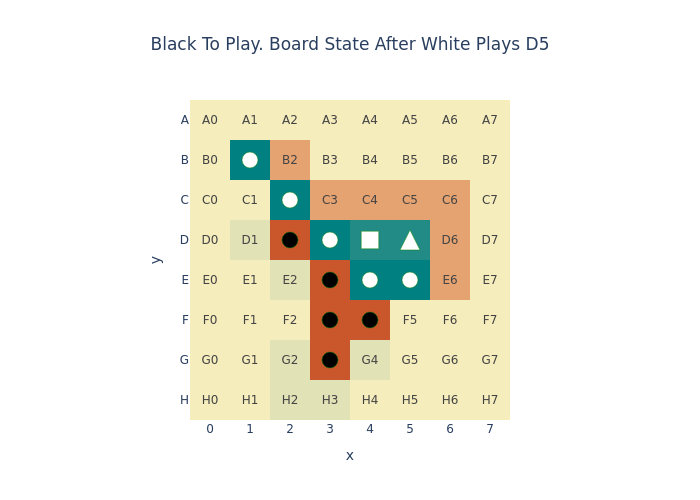 Black To Play. Board State After White Plays D5
A A0 A1 A2 A3 A4 A5 A6 A7
B B0 B2 B3 B4 B5 B6 B7
C C0 C1 C3 C4 C5 C6 C7
D D0 D1 D6 D7
E E0 E1 E2 E6 E7
F F0 F1 F2 F5 F6 F7
G G0 G1 G2 G4 G5 G6 G7
H H0 H1 H2 H3 H4 H5 H6 H7
0 1 2 3 4 5 6 7
x
y